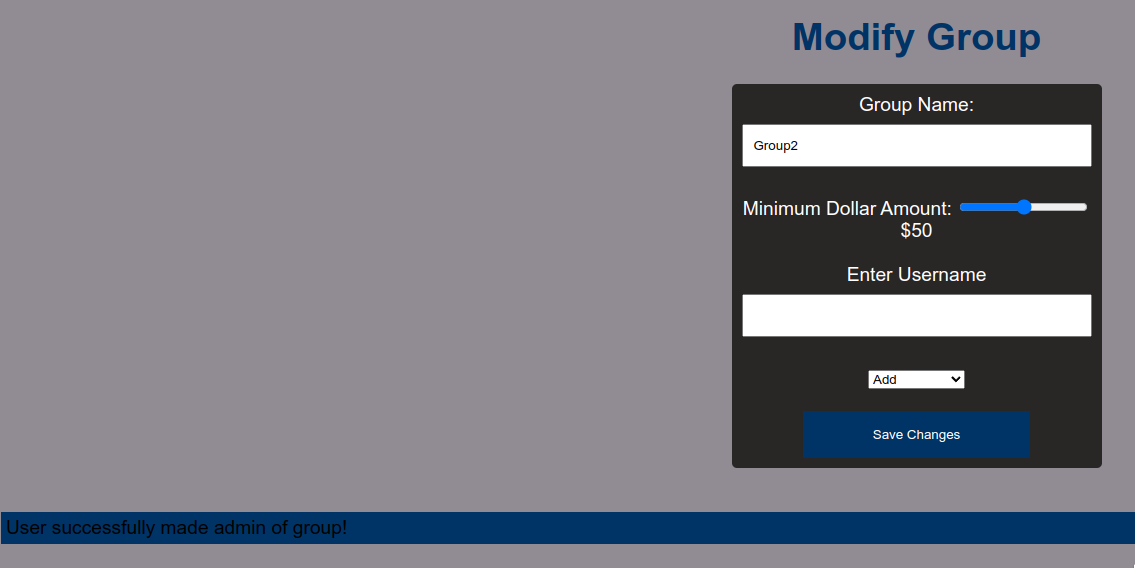 Modify Group
Group Name:
Group2
Minimum Dollar Amount:
$50
Enter Username
Add
Save Changes
User successfully made admin of group!